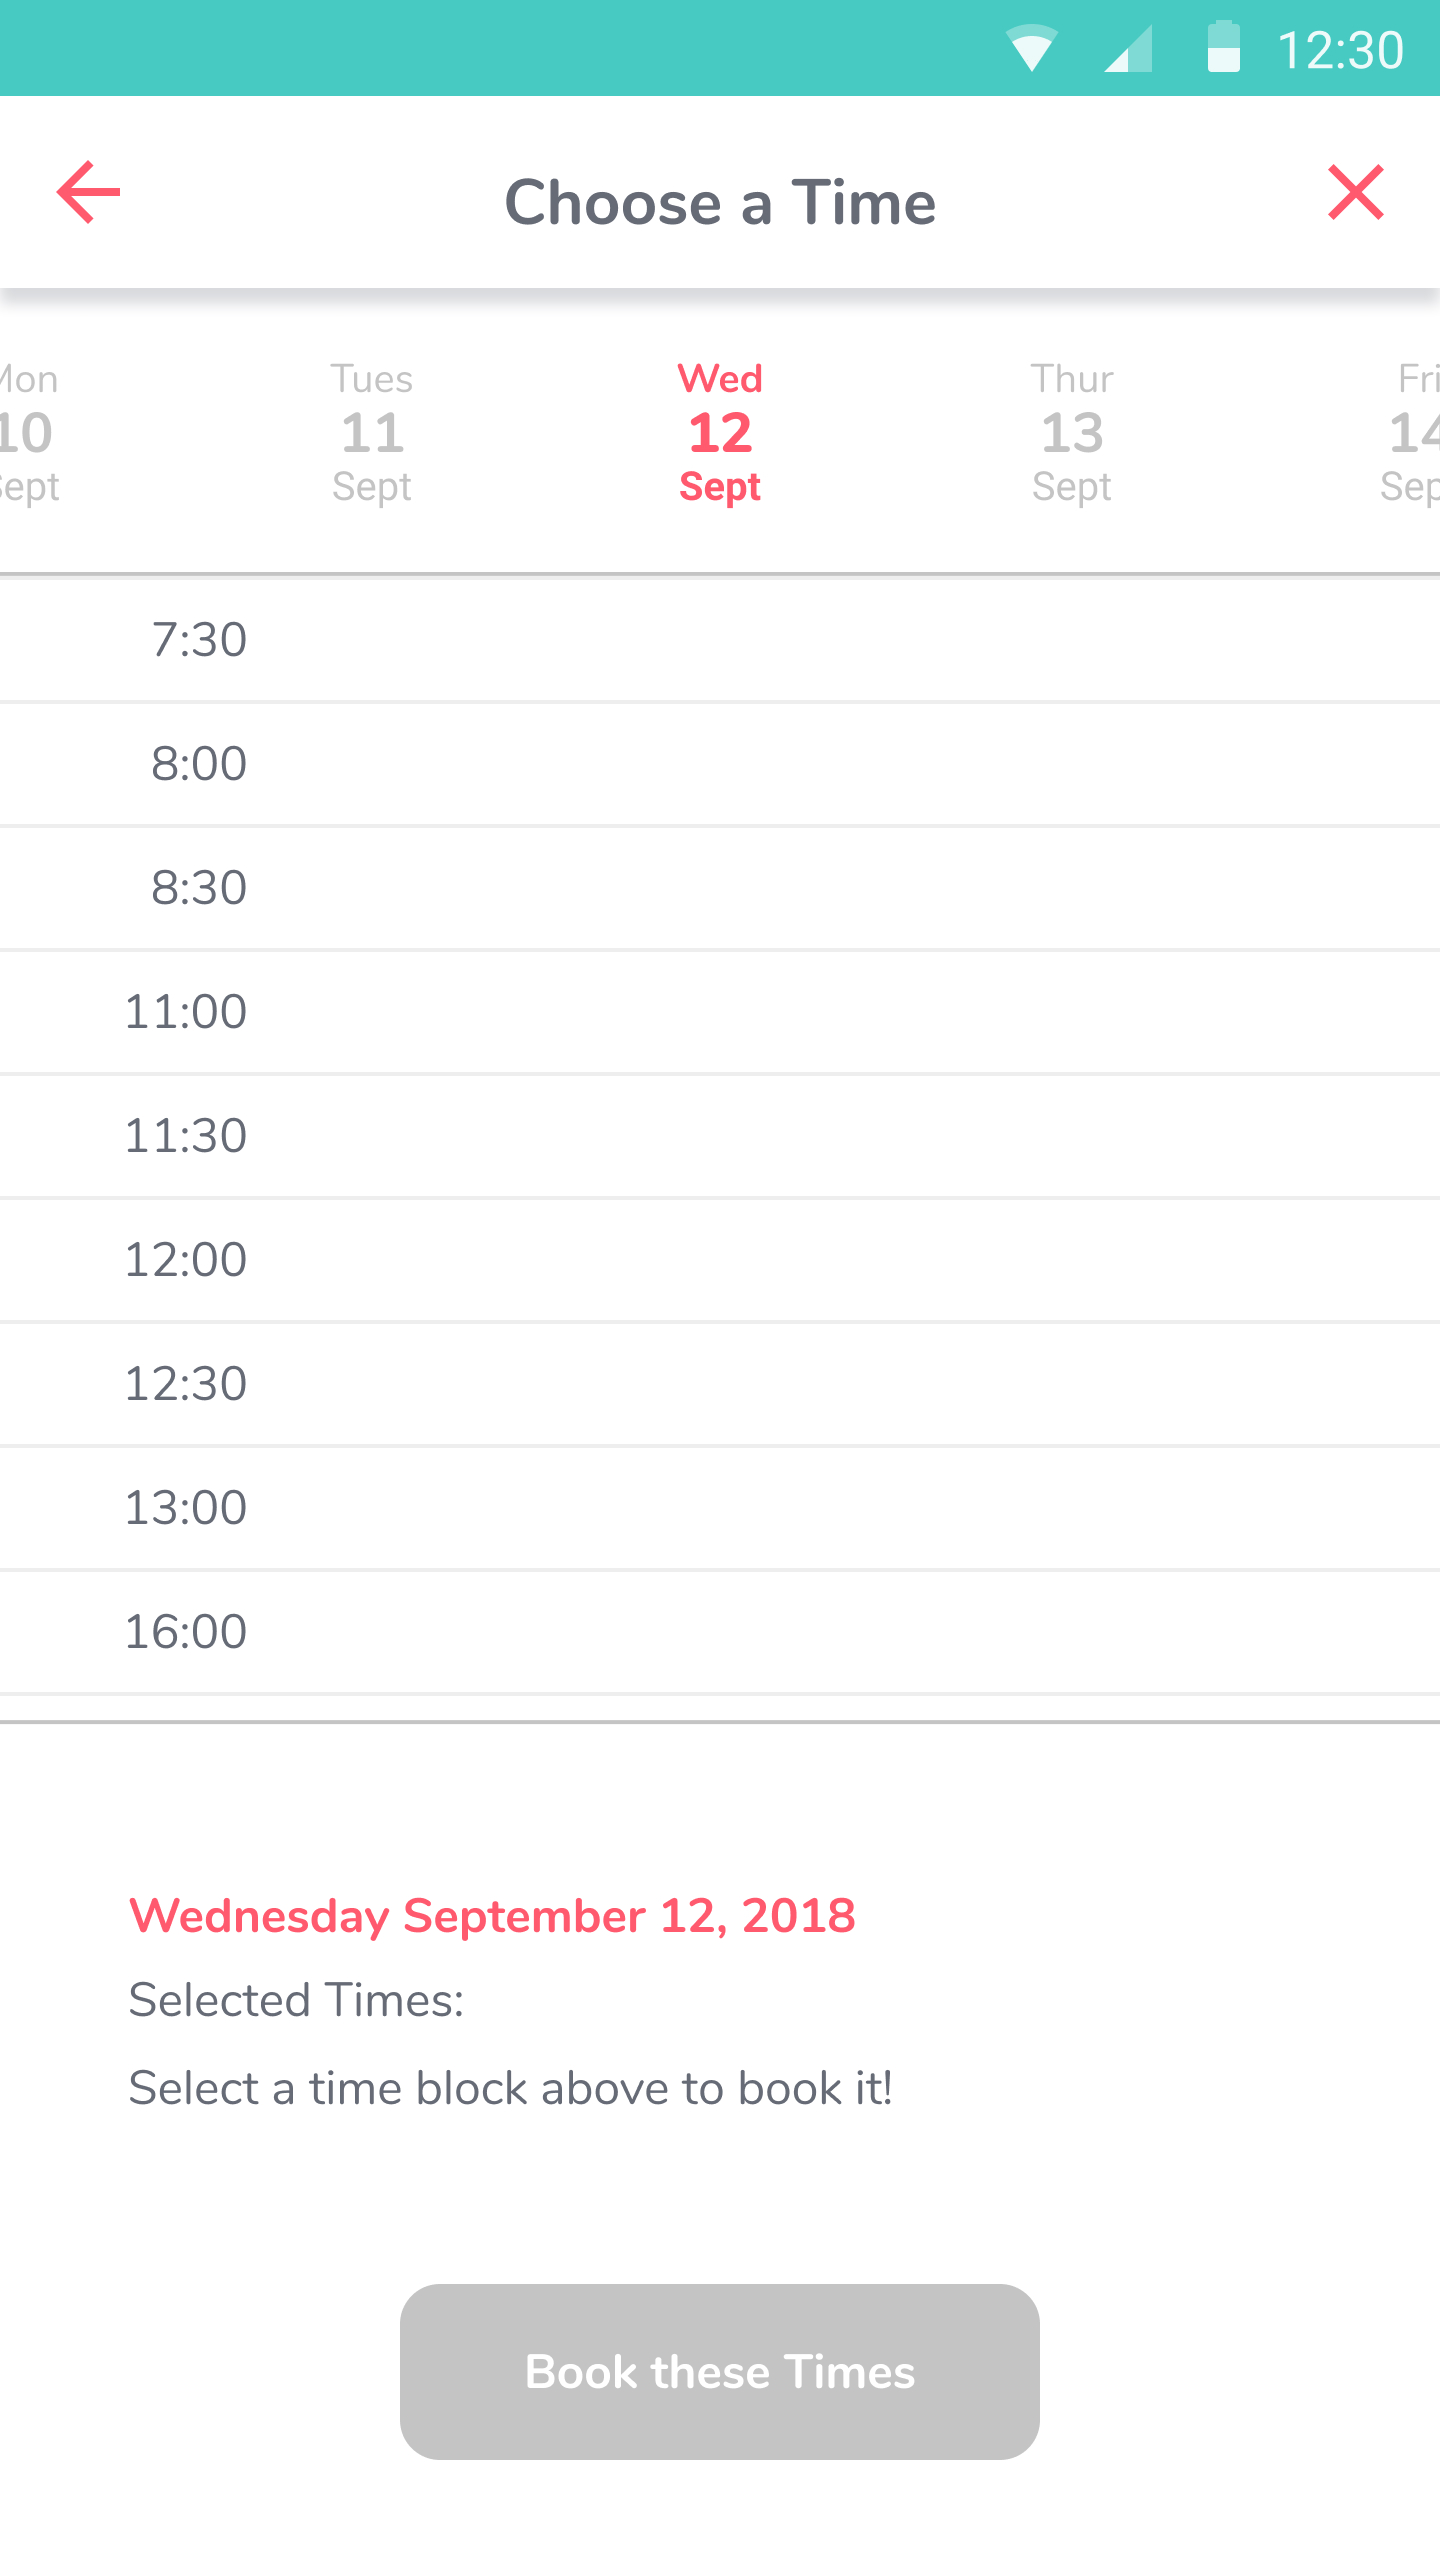 12:30
Choose a Time
Mon Tues Wed Thur Fri
10 11 12 13 14
Sept Sept Sept Sept Sep
7:30
8:00
8:30
11:00
11:30
12:00
12:30
13:00
16:00
Wednesday September 12, 2018
Selected Times:
Select a time block above to book it!
Book these Times